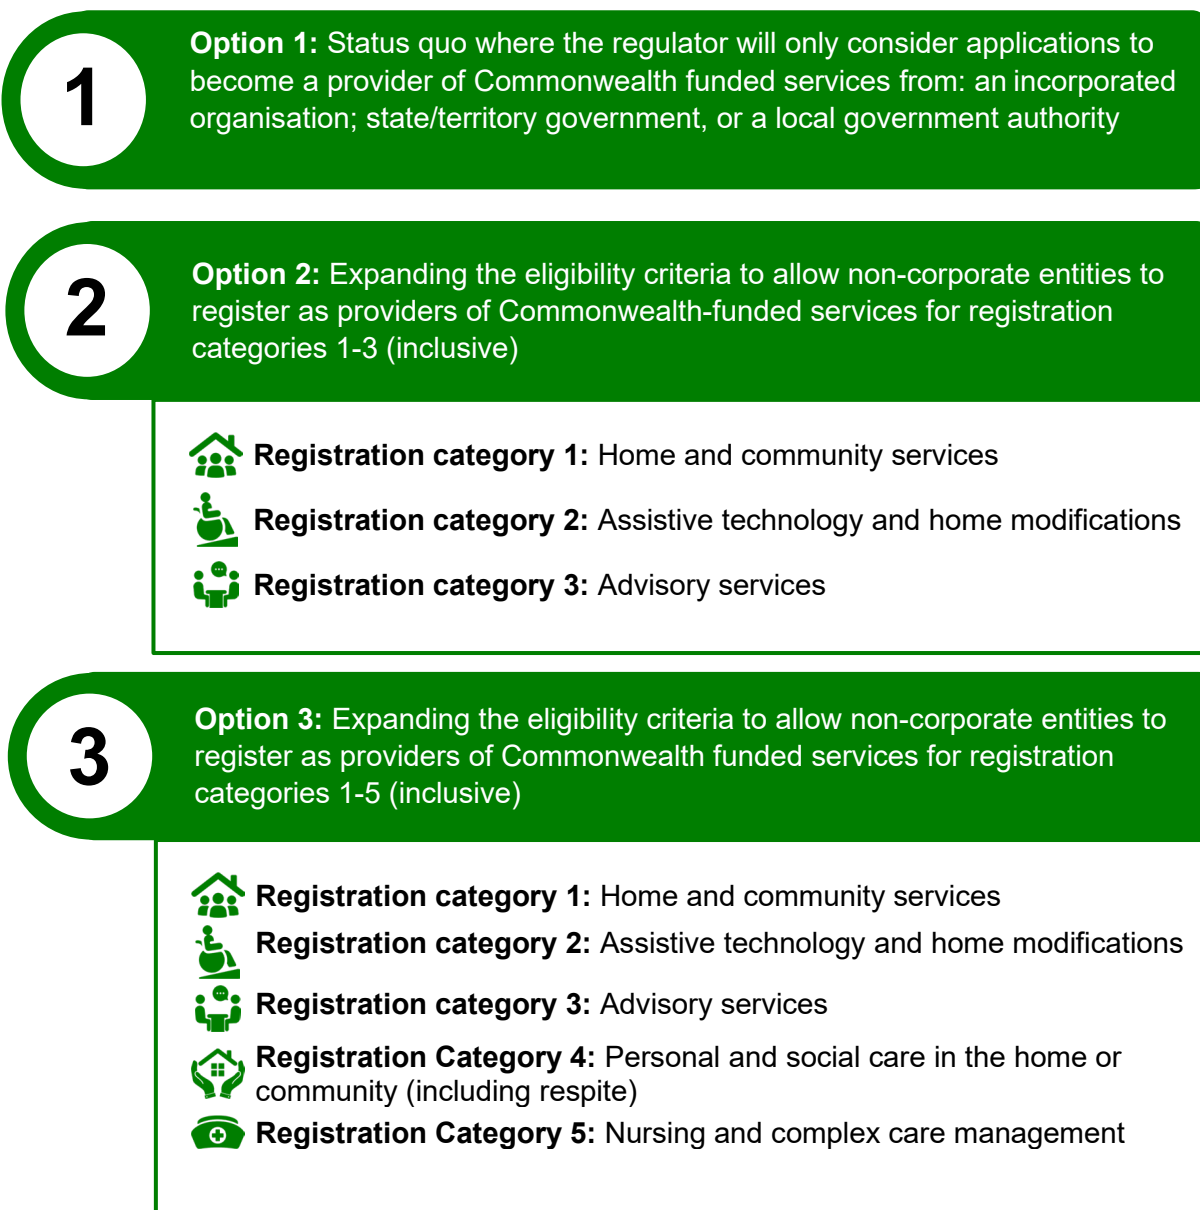 1
Option 1: Status quo where the regulator will only consider applications to
become a provider of Commonwealth funded services from: an incorporated
organisation; state/territory government, or a local government authority
2
Option 2: Expanding the eligibility criteria to allow non-corporate entities to
register as providers of Commonwealth-funded services for registration
categories 1-3 (inclusive)
Registration category 1: Home and community services
Registration category 2: Assistive technology and home modifications
Registration category 3: Advisory services
3
Option 3: Expanding the eligibility criteria to allow non-corporate entities to
register as providers of Commonwealth funded services for registration
categories 1-5 (inclusive)
Registration category 1: Home and community services
Registration category 2: Assistive technology and home modifications
Registration category 3: Advisory services
Registration Category 4: Personal and social care in the home or
community (including respite)
Registration Category 5: Nursing and complex care management